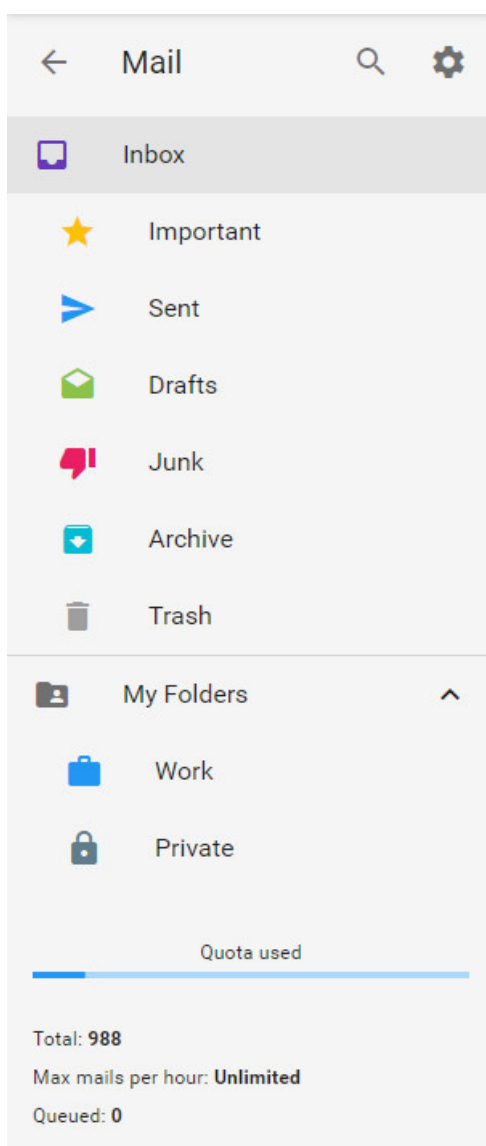 Mail
Inbox
Important
Sent
Drafts
Junk
Archive
Trash
My Folders
Work
Private
Quota used
Total: 988
Max mails per hour: Unlimited
Queued: 0